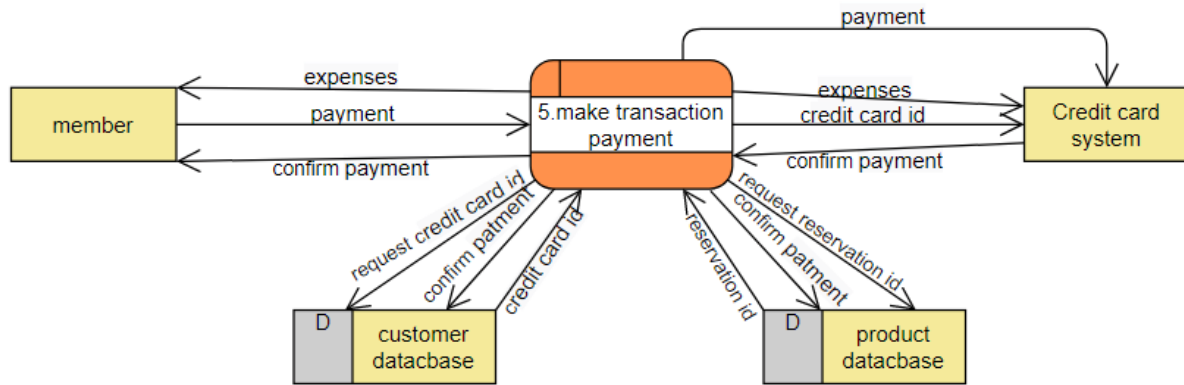 payment
expenses
expenses
member
payment
5.make transaction
payment
credit card id
Credit card
system
confirm payment
confirm payment
request credit card id
confirm patment
credit card id
reservation id
confirm patment
request reservation id
D
customer
datacbase
D
product
datacbase